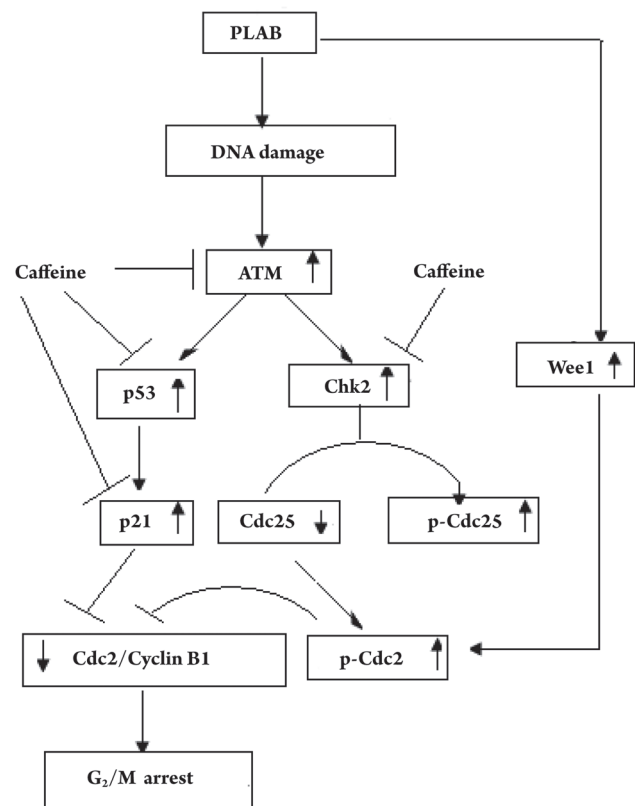 PLAB
DNA damage
Caffeine
ATM
Caffeine
Wee1
p53
Chk2
p21
Cdc25
p-Cdc25
Cdc2/Cyclin B1
p-Cdc2
G₂/M arrest